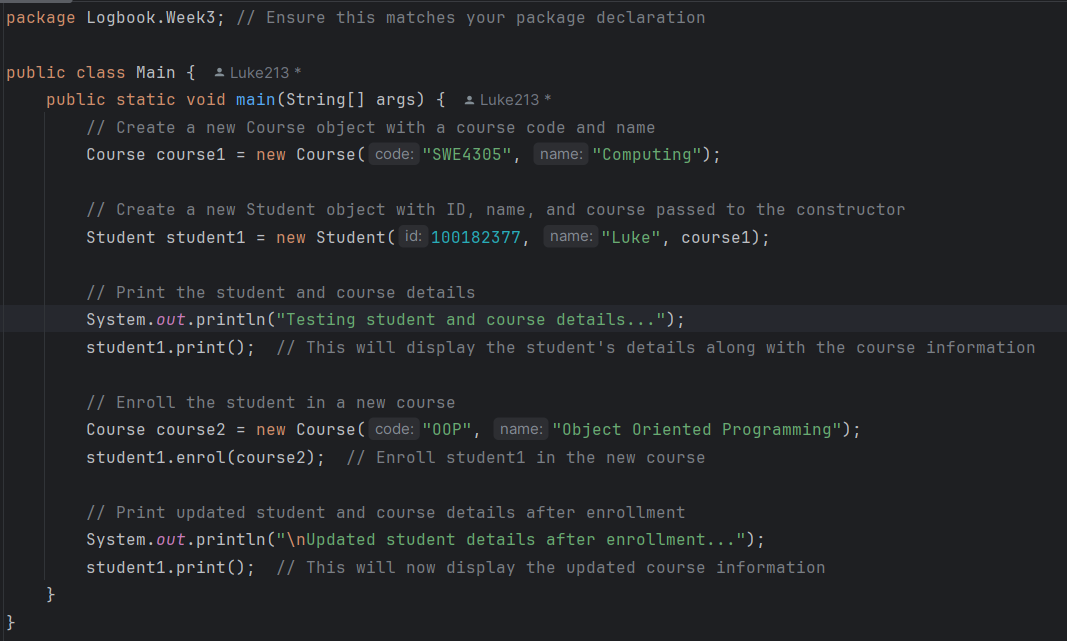 package Logbook.Week3; // Ensure this matches your package declaration
public class Main { Luke213 *
public static void main(String[] args) { Luke213 *
// Create a new Course object with a course code and name
Course course1 = new Course( code: "SWE4305", name: "Computing");
// Create a new Student object with ID, name, and course passed to the constructor
Student student1 = new Student( id: 100182377, name: "Luke", course1);
// Print the student and course details
System.out.println("Testing student and course details...");
student1.print(); // This will display the student's details along with the course information
// Enroll the student in a new course
Course course2 = new Course( code: "OOP", name: "Object Oriented Programming");
student1.enrol(course2); // Enroll student1 in the new course
// Print updated student and course details after enrollment
System.out.println("\nUpdated student details after enrollment...");
student1.print(); // This will now display the updated course information
}
}